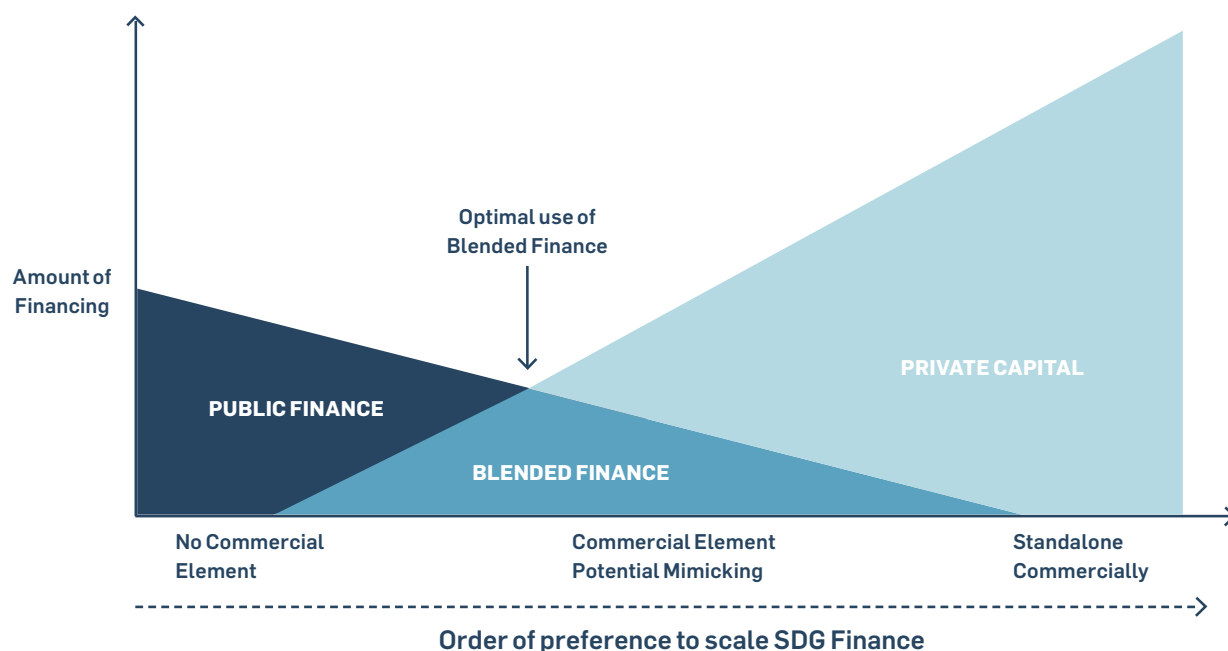 Optimal use of
Blended Finance
Amount of
Financing
PRIVATE CAPITAL
PUBLIC FINANCE
BLENDED FINANCE
No Commercial
Element
Commercial Element
Potential Mimicking
Standalone
Commercially
Order of preference to scale SDG Finance